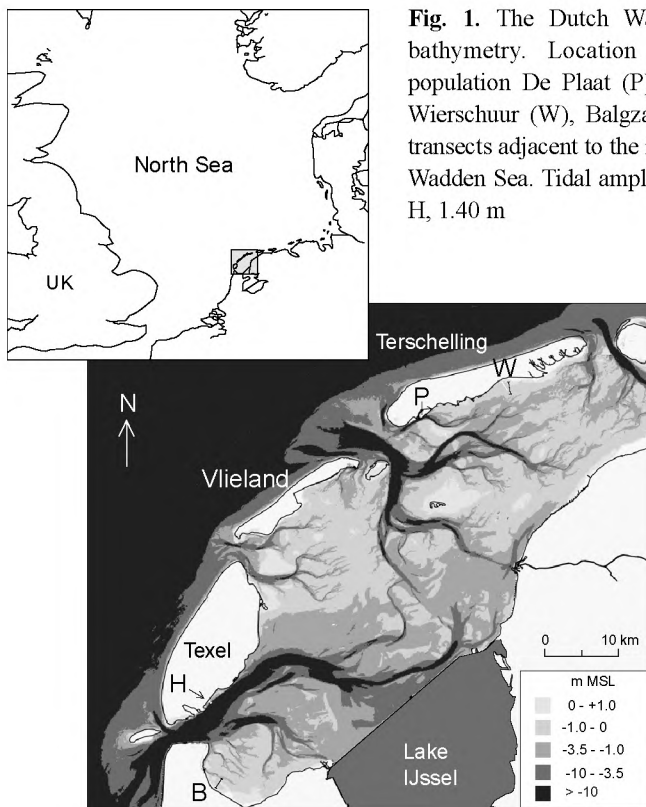 Fig. 1. The Dutch Wa
bathymetry. Location
population De Plaat (P)
Wierschuur (W), Balgza
transects adjacent to the
Wadden Sea. Tidal ampl
H, 1.40 m
North Sea
UK
Terschelling
W
P
N
Vlieland
Texel
H
B
Lake
IJssel
0 10 km
m MSL
0 - +1.0
-1.0 - 0
-3.5 - -1.0
-10 - -3.5
> -10